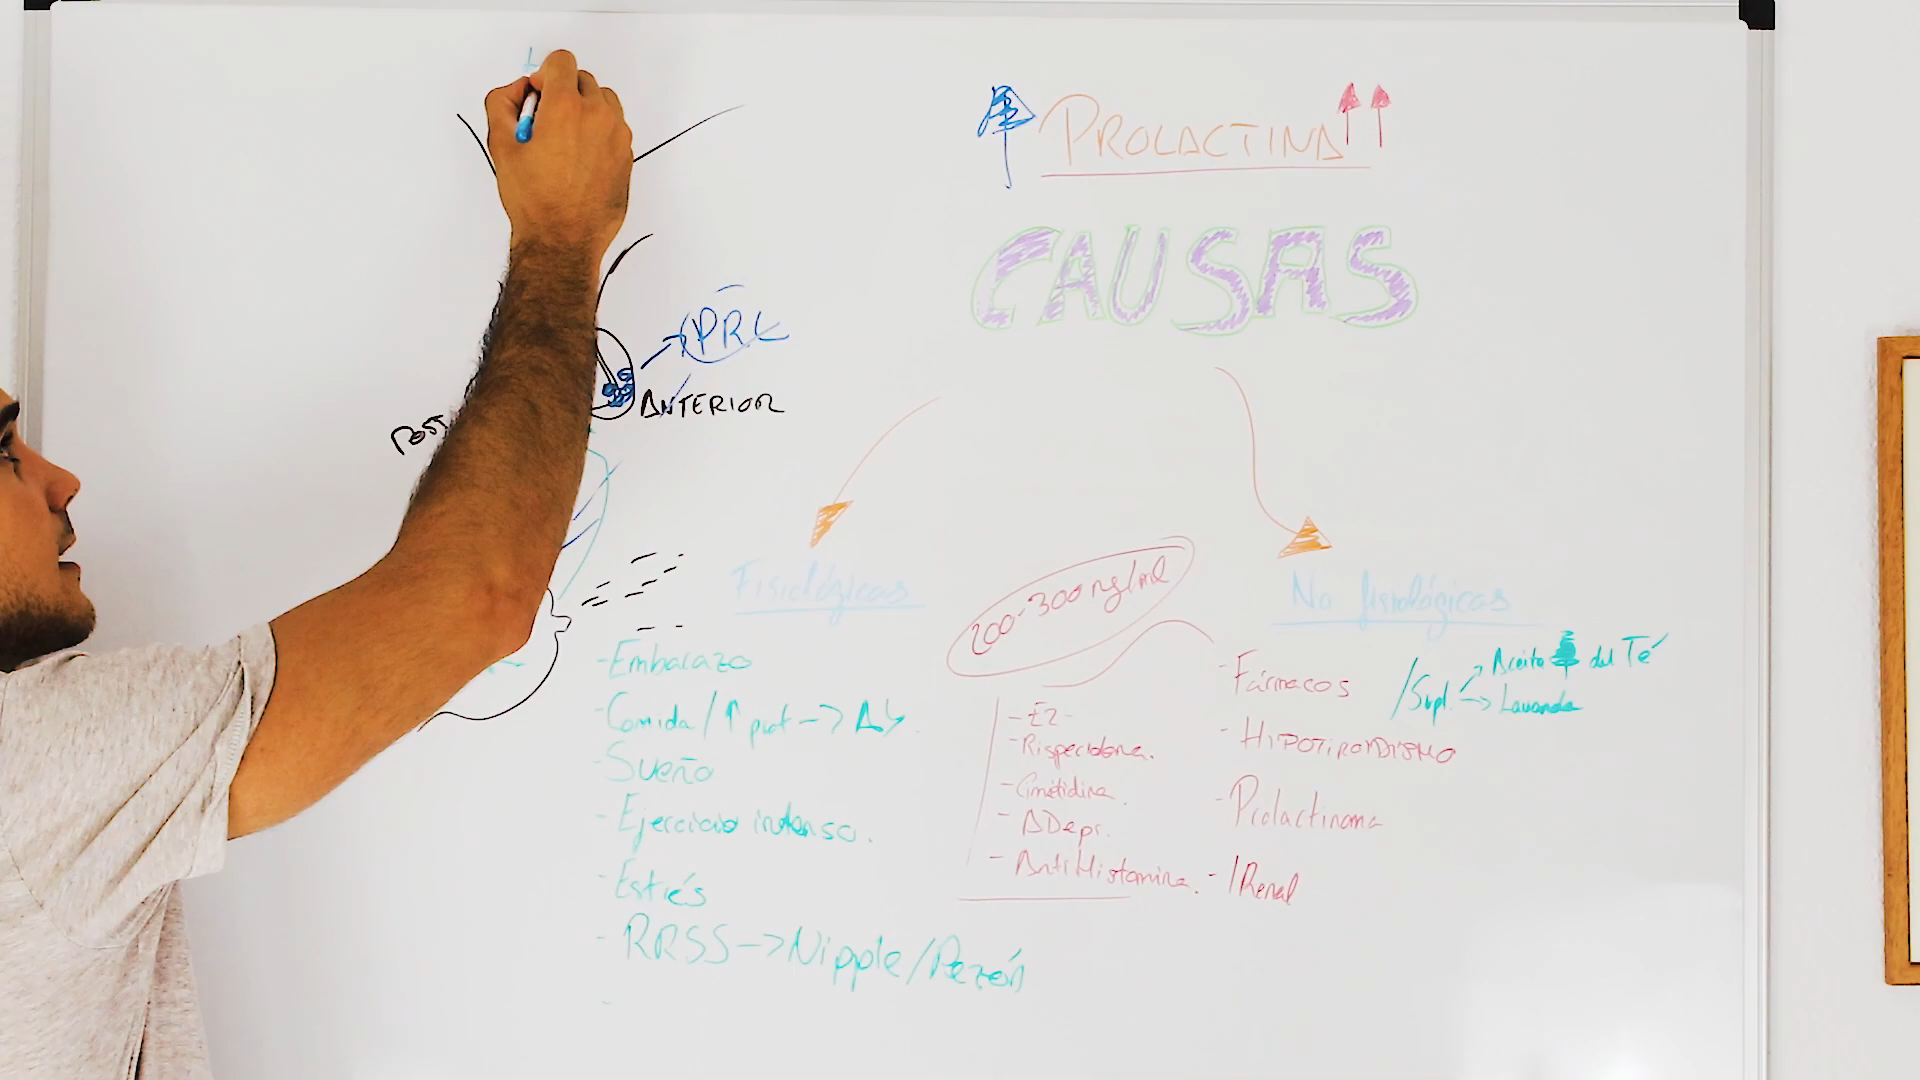 PROLACTINA
CAUSAS
PRL
ANTERIOR
POST
Fisiológicas
-Embarazo
-Comida/↑ prot -> 
-Sueño
-Ejercicio intenso.
-Estrés
-RRSS->Nipple/Pezón
200-300 ng/ml
-E2-
-Risperidona.
-Cimetidina.
-ADepr.
-AntiHistamina.
No fisiológicas
-Fármacos /Supl. -> Aceite del Té
-> Lavanda
-HIPOTIROIDISMO
-Prolactinoma
-/Renal